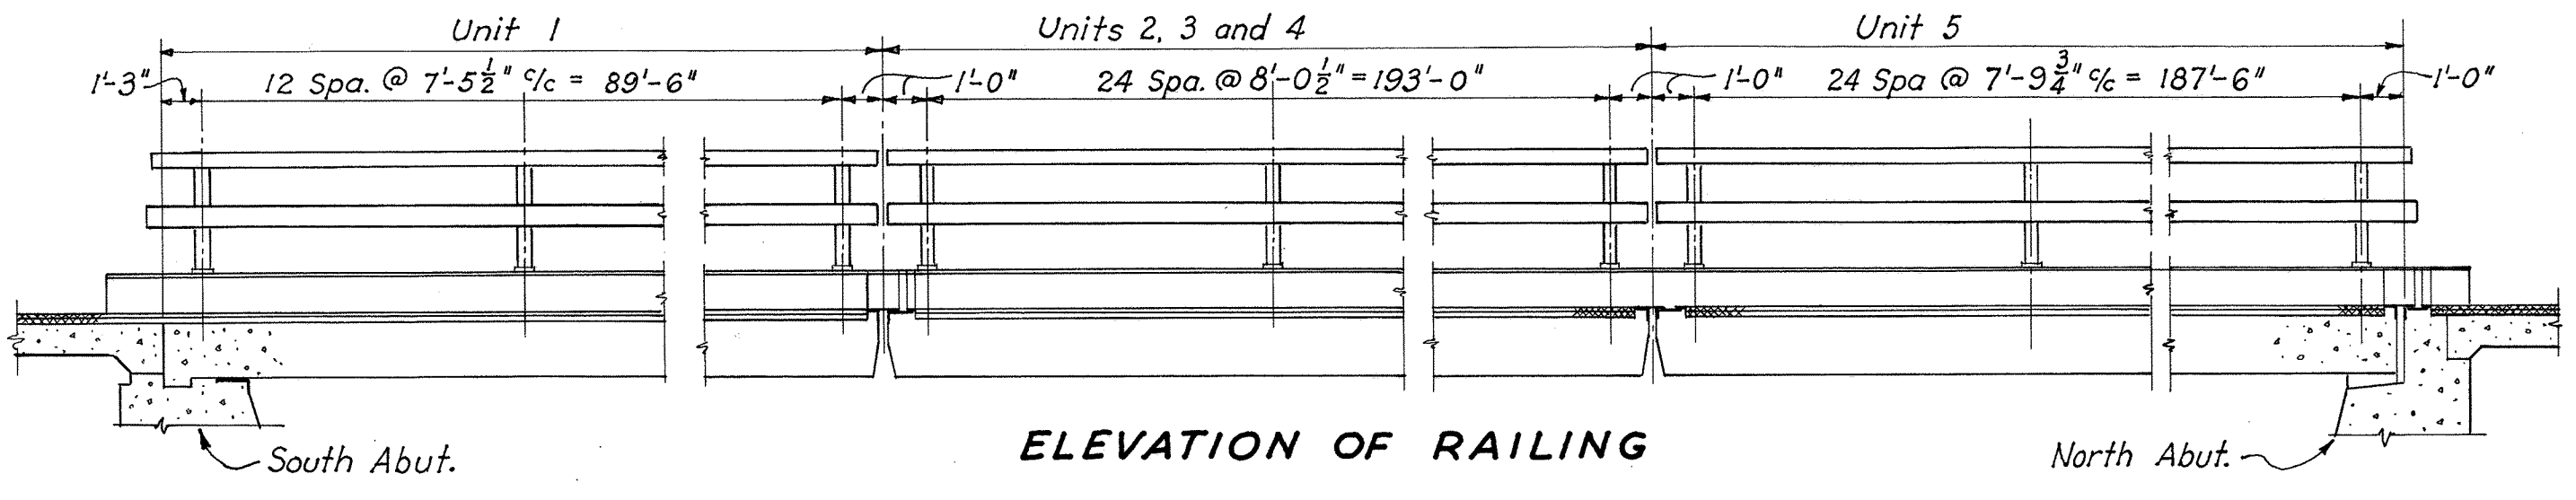 Unit 1 Units 2, 3 and 4 Unit 5
1'-3" 12 Spa. @ 7'-5 1/2" c/c = 89'-6" 1'-0" 24 Spa. @ 8'-0 1/2" = 193'-0" 1'-0" 24 Spa @ 7'-9 3/4" c/c = 187'-6" 1'-0"
ELEVATION OF RAILING
South Abut. North Abut.